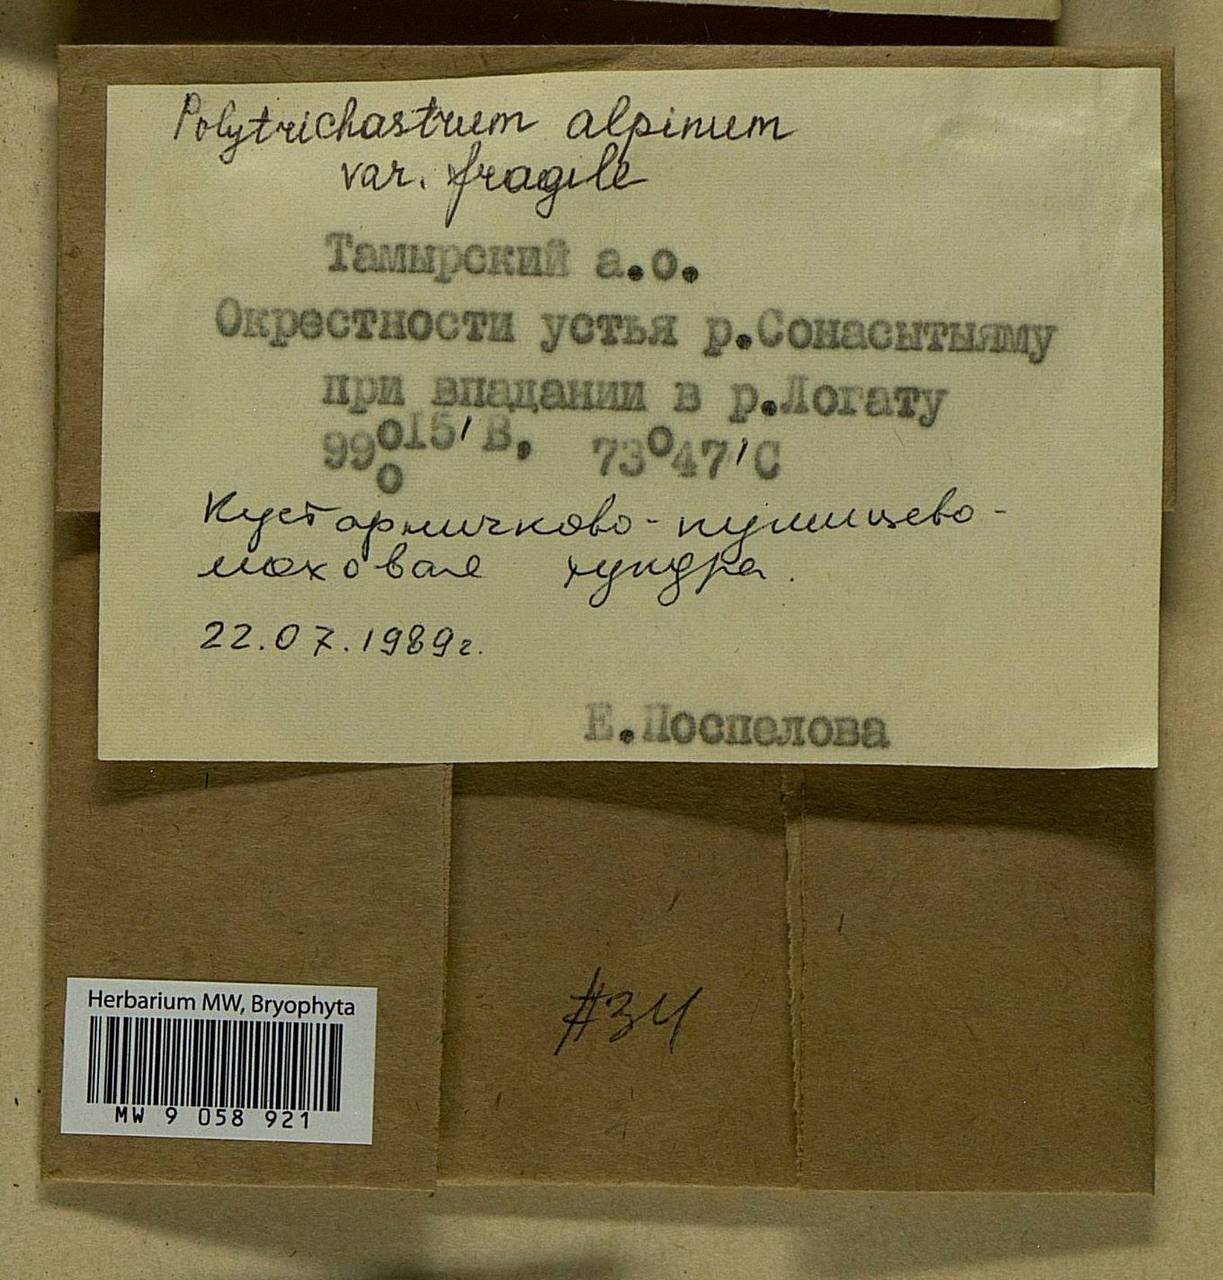 Polytrichastrum alpinum
var. fragile
Таймырский а.о.
Окрестности устья р.Сонасытыяму
при впадании в р.Логату
99°15′ В, 73°47′ С
Кустарничково-пушицево-
моховая тундра.
22.07.1989г.
Е.Поспелова
Herbarium MW, Bryophyta
MW 9 058 921
#34